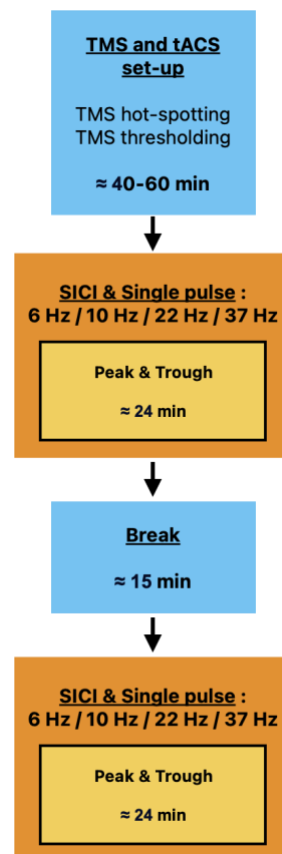 TMS and tACS
set-up
TMS hot-spotting
TMS thresholding
≈ 40-60 min
SICI & Single pulse :
6 Hz / 10 Hz / 22 Hz / 37 Hz
Peak & Trough
≈ 24 min
Break
≈ 15 min
SICI & Single pulse :
6 Hz / 10 Hz / 22 Hz / 37 Hz
Peak & Trough
≈ 24 min